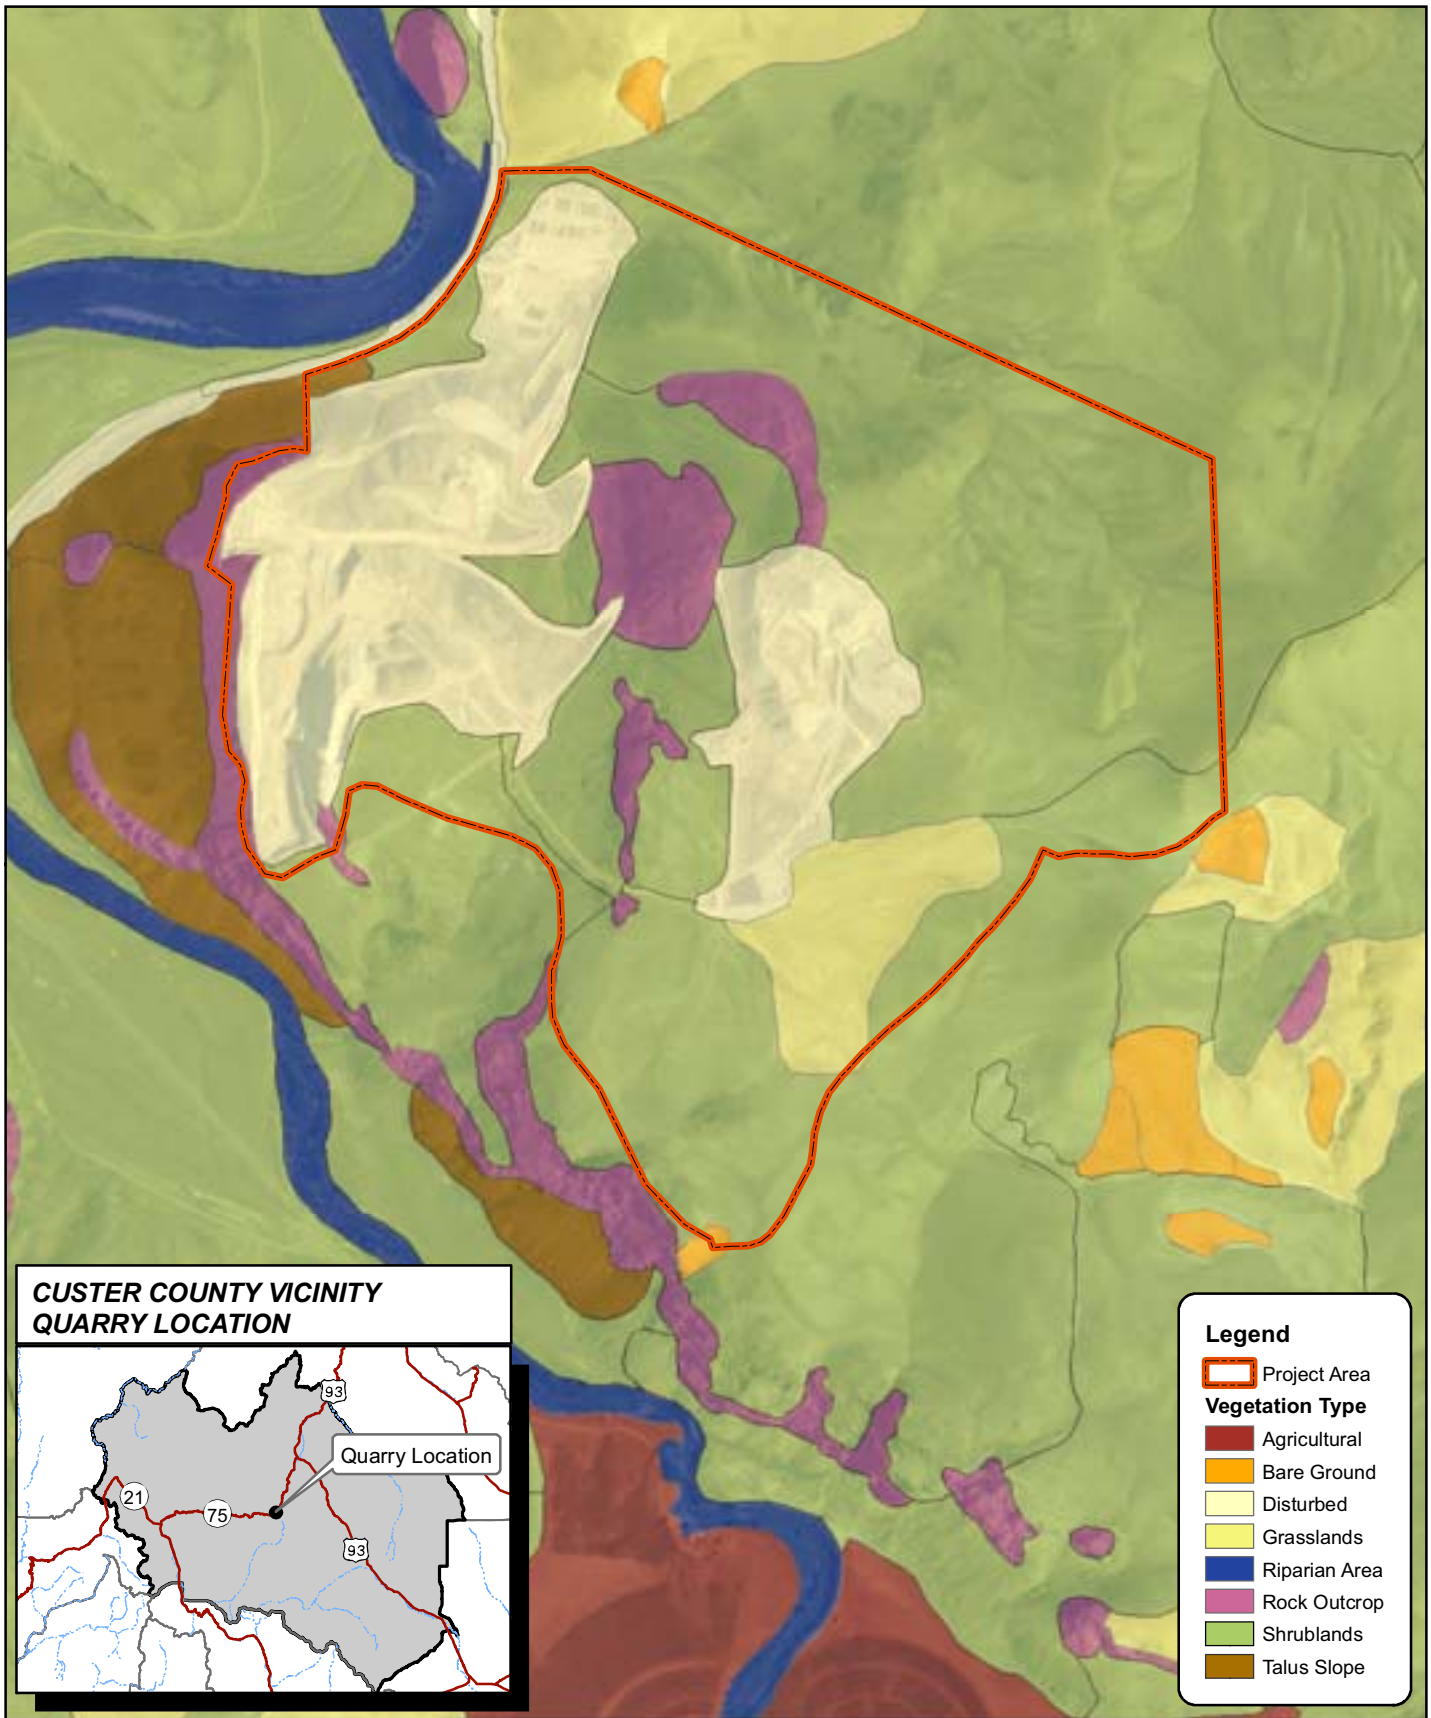 CUSTER COUNTY VICINITY
QUARRY LOCATION
93
Quarry Location
21
75
93
Legend
Project Area
Vegetation Type
Agricultural
Bare Ground
Disturbed
Grasslands
Riparian Area
Rock Outcrop
Shrublands
Talus Slope